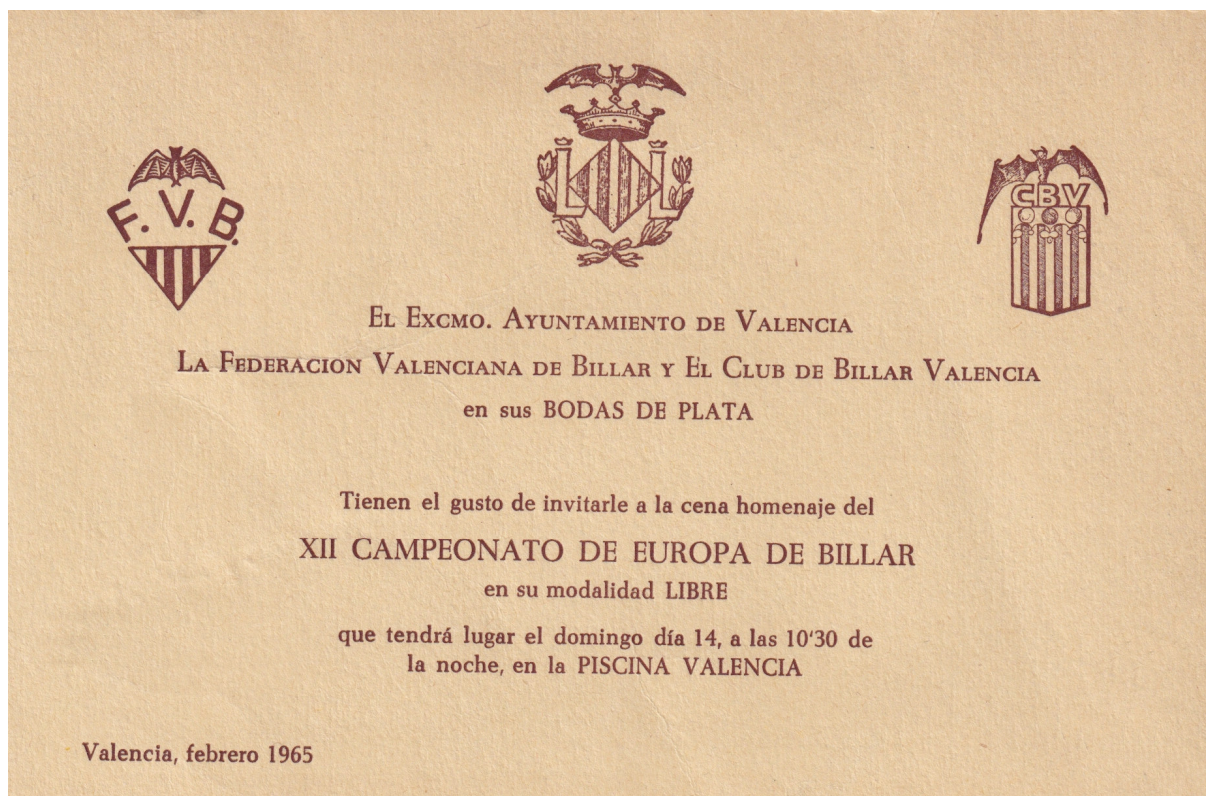 F. V. B.
L L
CBV
EL EXCMO. AYUNTAMIENTO DE VALENCIA
LA FEDERACION VALENCIANA DE BILLAR Y EL CLUB DE BILLAR VALENCIA
en sus BODAS DE PLATA
Tienen el gusto de invitarle a la cena homenaje del
XII CAMPEONATO DE EUROPA DE BILLAR
en su modalidad LIBRE
que tendrá lugar el domingo día 14, a las 10'30 de
la noche, en la PISCINA VALENCIA
Valencia, febrero 1965